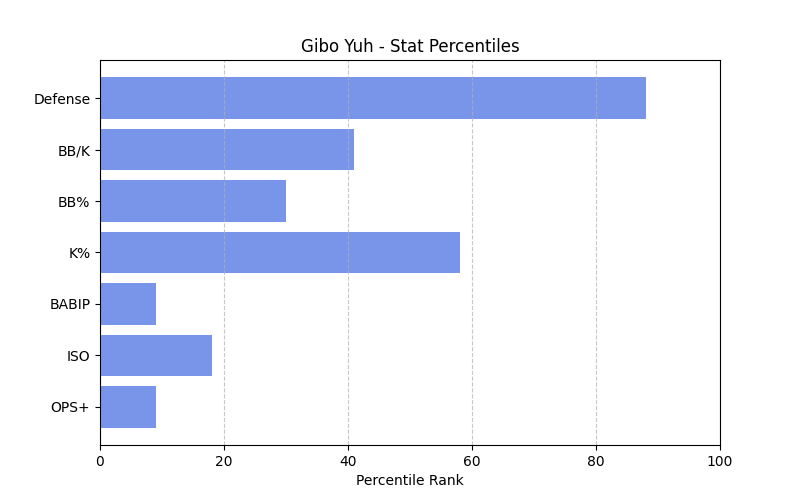 Gibo Yuh - Stat Percentiles
Defense
BB/K
BB%
K%
BABIP
ISO
OPS+
0 20 40 60 80 100
Percentile Rank